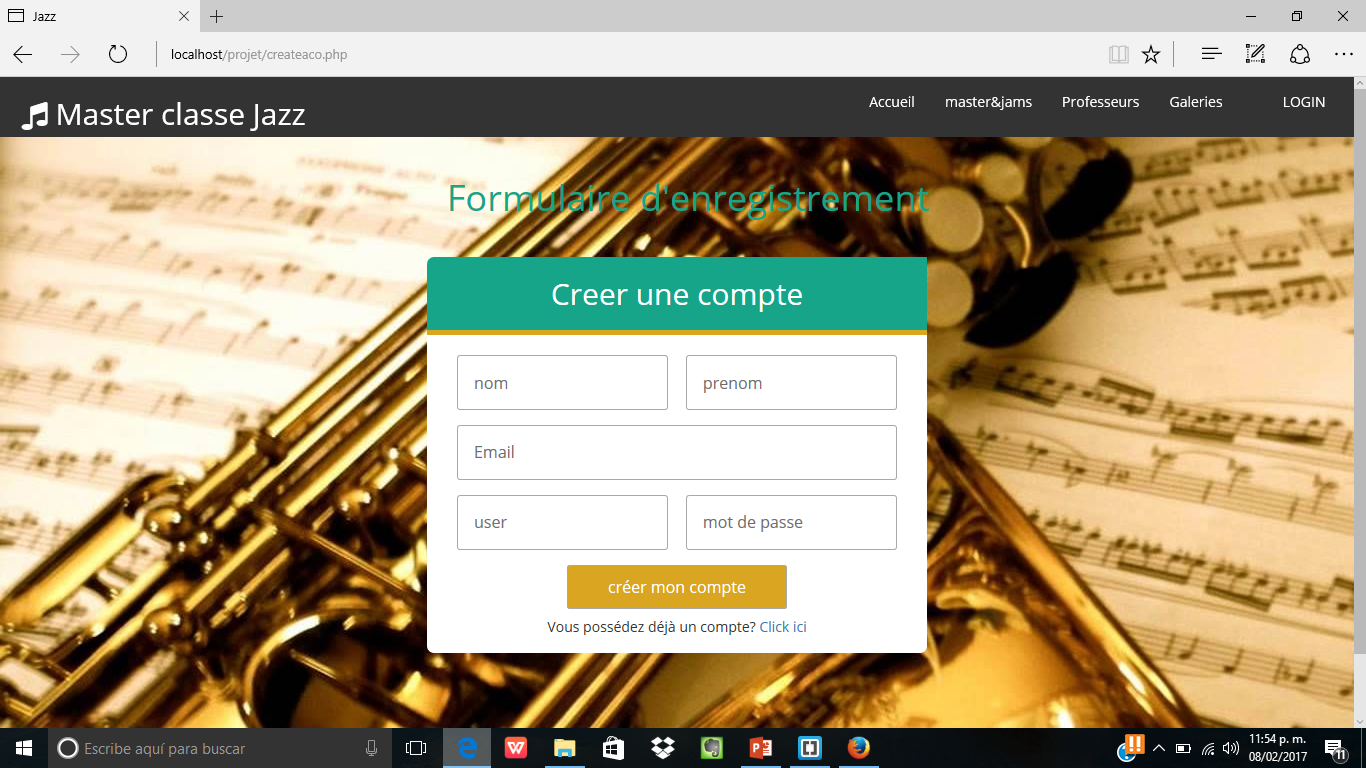 Jazz
localhost/projet/createaco.php
Master classe Jazz
Accueil master&jams Professeurs Galeries LOGIN
Formulaire d'enregistrement
Creer une compte
nom prenom
Email
user mot de passe
créer mon compte
Vous possédez déjà un compte? Click ici
Escribe aquí para buscar
11:54 p. m.
08/02/2017
11